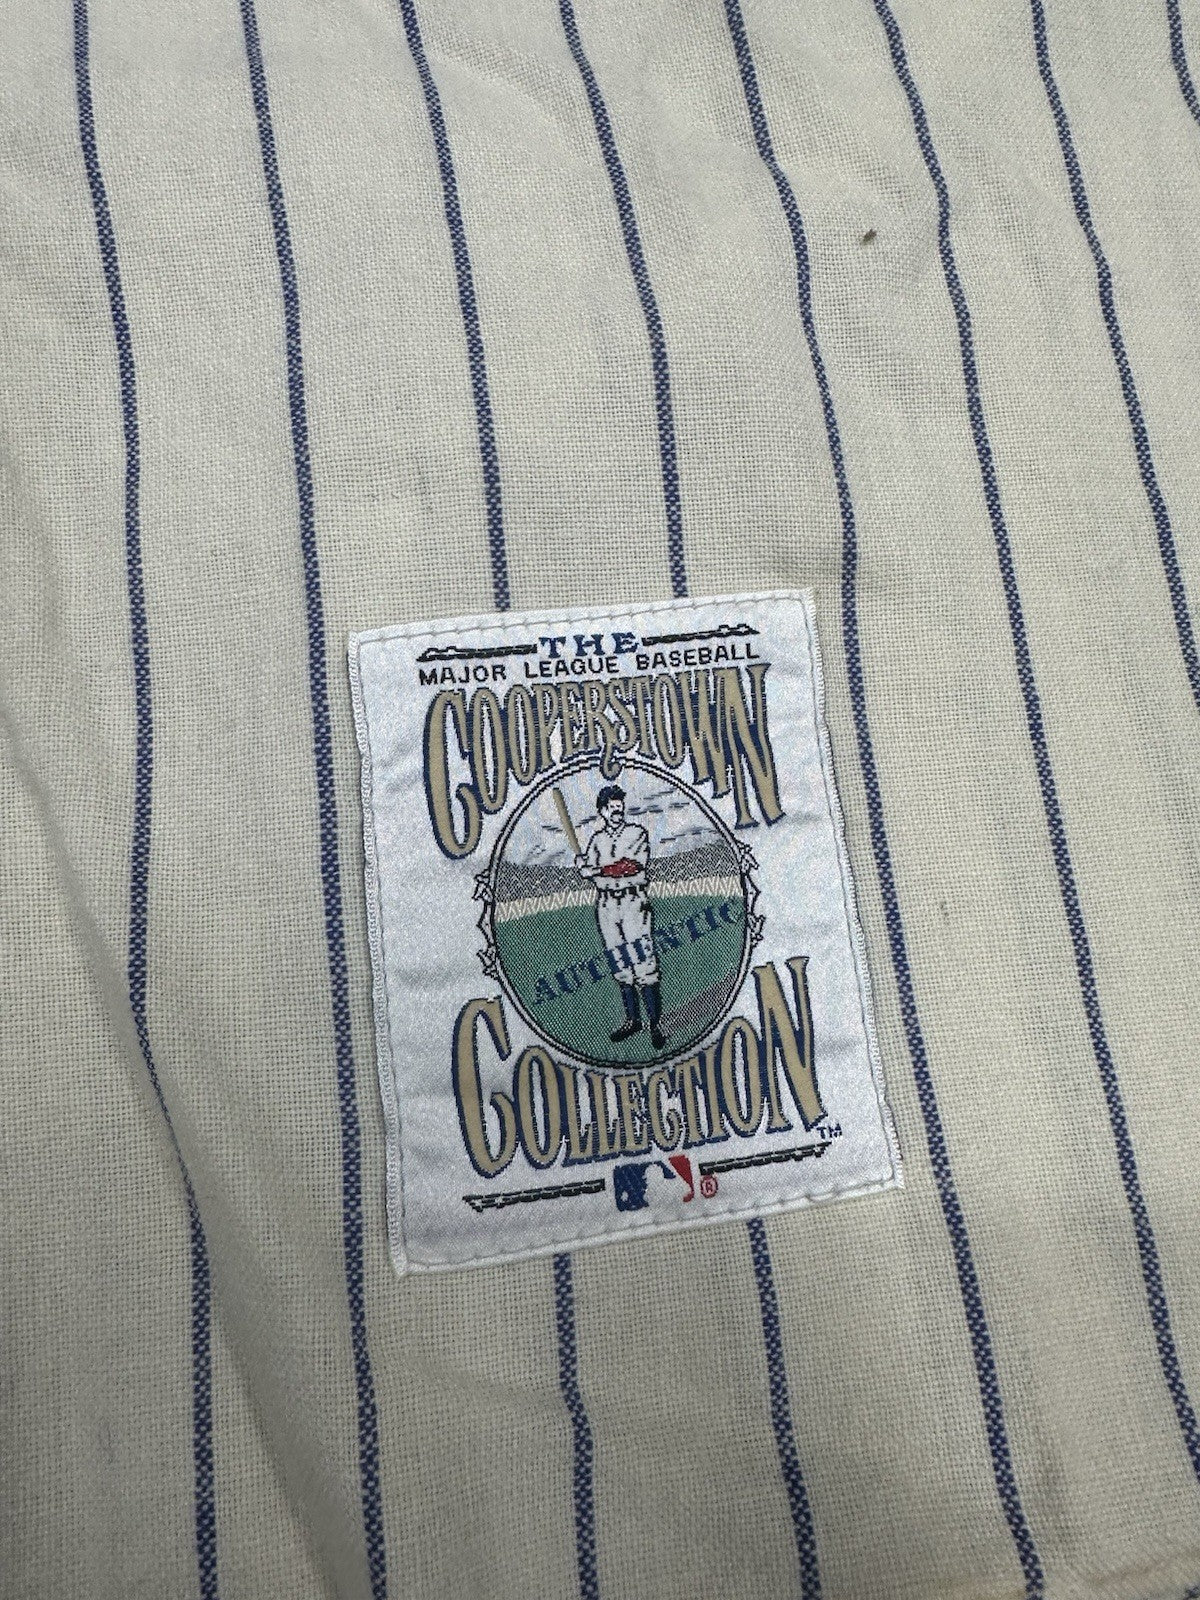 THE
MAJOR LEAGUE BASEBALL
COOPERSTOWN
AUTHENTIC
COLLECTION TM
®